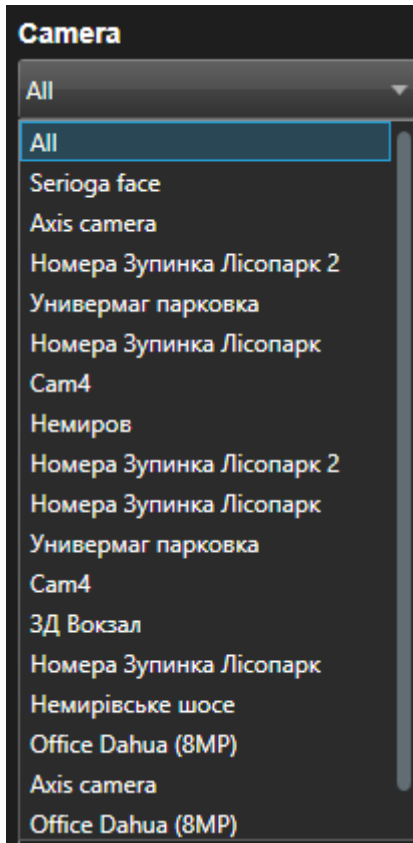 Camera
All
All
Serioga face
Axis camera
Номера Зупинка Лісопарк 2
Универмаг парковка
Номера Зупинка Лісопарк
Cam4
Немиров
Номера Зупинка Лісопарк 2
Номера Зупинка Лісопарк
Универмаг парковка
Cam4
ЗД Вокзал
Номера Зупинка Лісопарк
Немирівське шосе
Office Dahua (8MP)
Axis camera
Office Dahua (8MP)